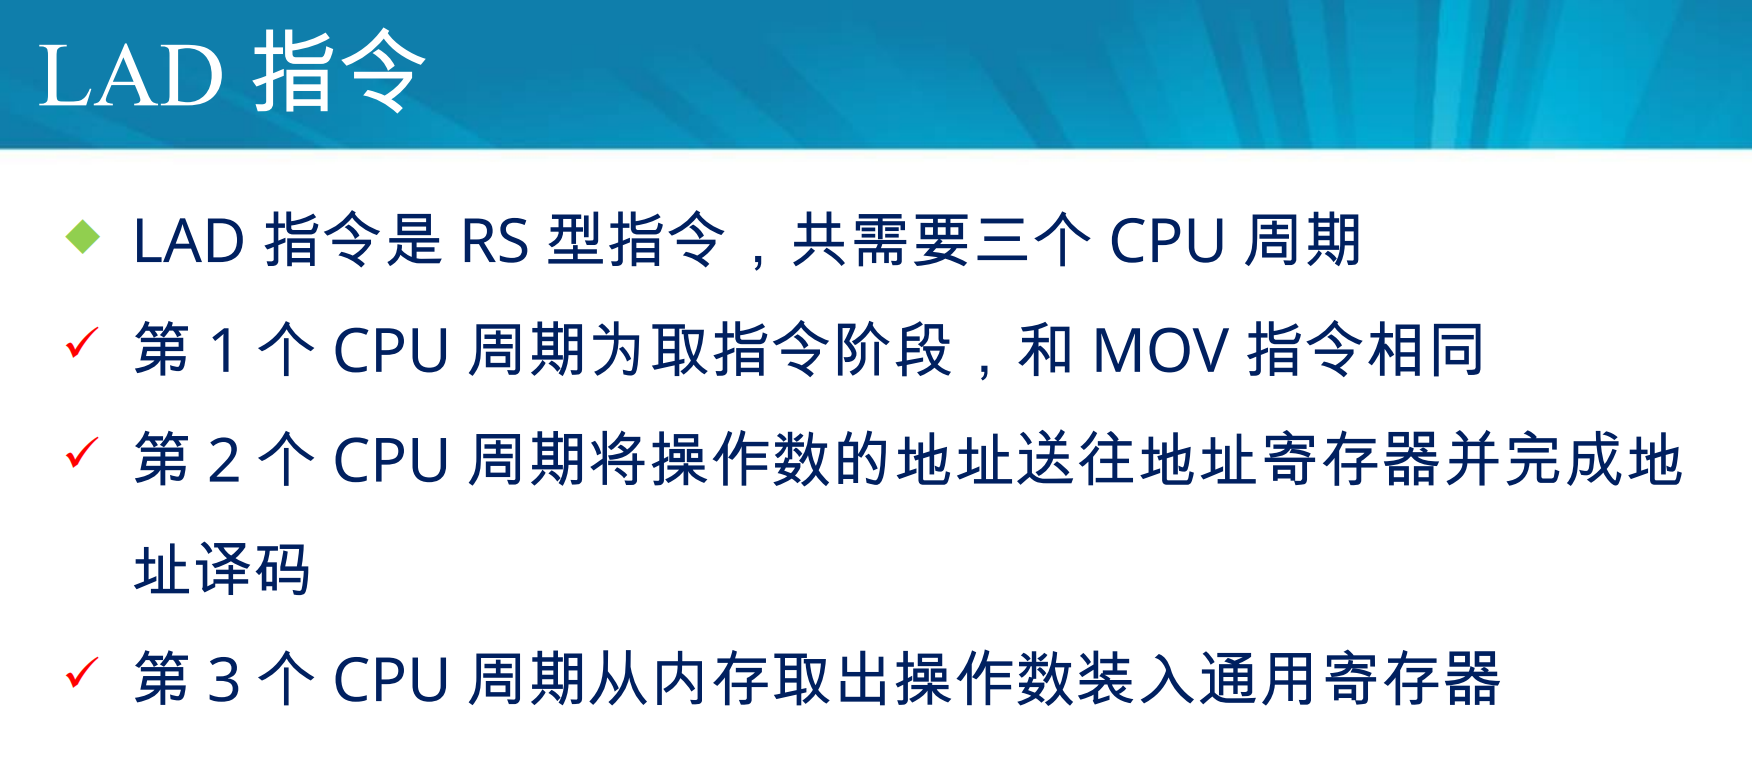 LAD 指令
LAD 指令是 RS 型指令，共需要三个 CPU 周期
第 1 个 CPU 周期为取指令阶段，和 MOV 指令相同
第 2 个 CPU 周期将操作数的地址送往地址寄存器并完成地
址译码
第 3 个 CPU 周期从内存取出操作数装入通用寄存器